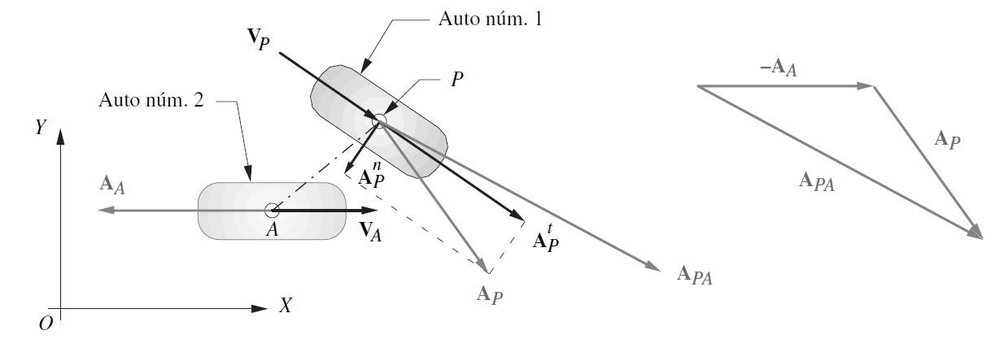 Auto núm. 1
V_P
P
Auto núm. 2
Y
A_A
A_P^n
A
V_A
A_P^t
A_P
A_PA
X
O
–A_A
A_P
A_PA